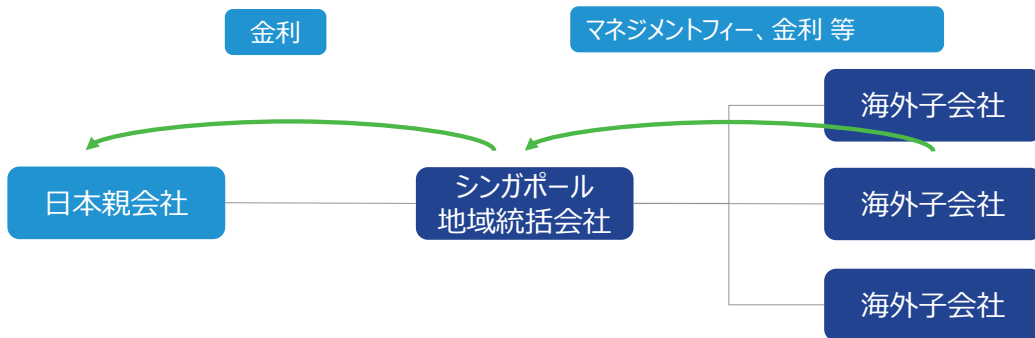 金利
マネジメントフィー、金利 等
海外子会社
日本親会社
シンガポール
地域統括会社
海外子会社
海外子会社